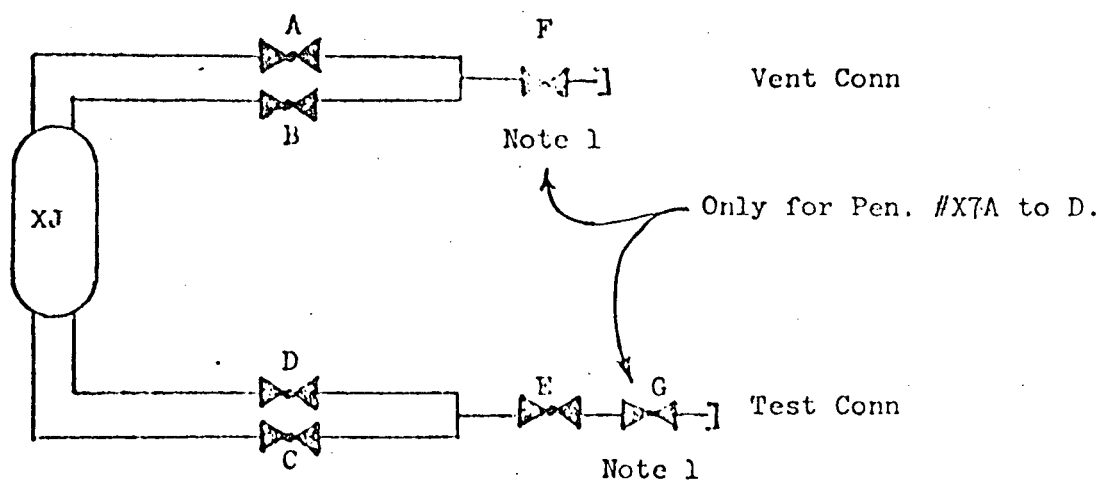 A
F
Vent Conn
B
Note 1
XJ
Only for Pen. #X7A to D.
D
E
G
Test Conn
C
Note 1